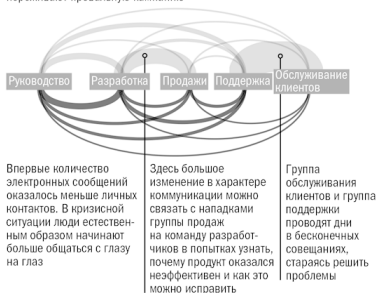 переживают провальную кампанию
Руководство
Разработка
Продажи
Поддержка
Обслуживание
клиентов
Впервые количество
электронных сообщений
оказалось меньше личных
контактов. В кризисной
ситуации люди естествен-
ным образом начинают
больше общаться с глазу
на глаз
Здесь большое
изменение в характере
коммуникации можно
связать с нападками
группы продаж
на команду разработ-
чиков в попытках узнать,
почему продукт оказался
неэффективен и как это
можно исправить
Группа
обслуживания
клиентов и группа
поддержки
проводят дни
в бесконечных
совещаниях,
стараясь решить
проблемы